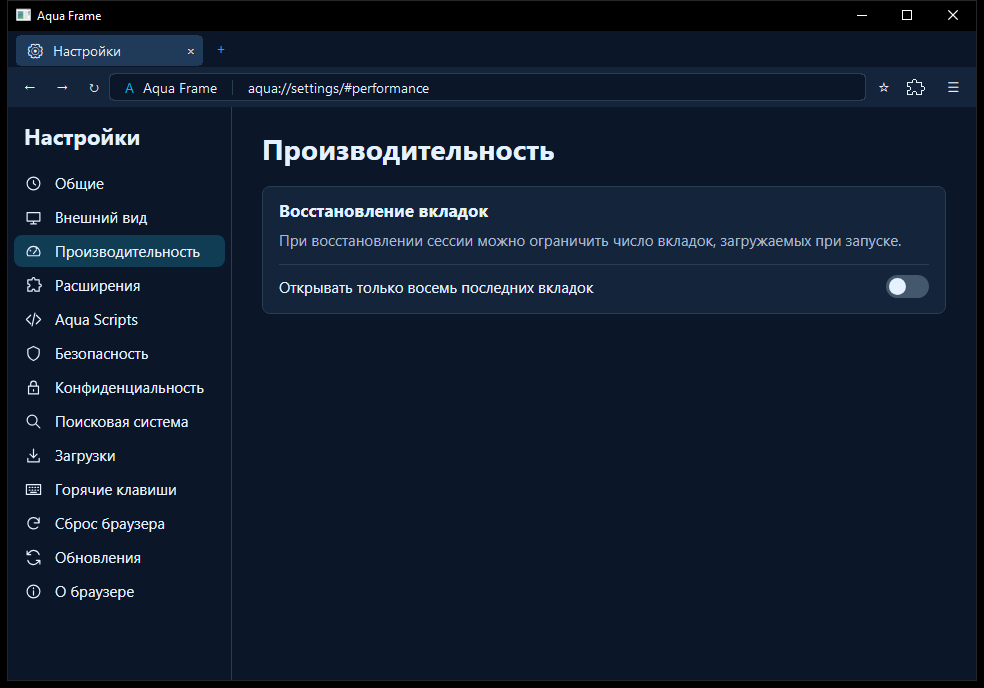 Aqua Frame
Настройки
A Aqua Frame aqua://settings/#performance
Настройки
Общие
Внешний вид
Производительность
Расширения
Aqua Scripts
Безопасность
Конфиденциальность
Поисковая система
Загрузки
Горячие клавиши
Сброс браузера
Обновления
О браузере
Производительность
Восстановление вкладок
При восстановлении сессии можно ограничить число вкладок, загружаемых при запуске.
Открывать только восемь последних вкладок